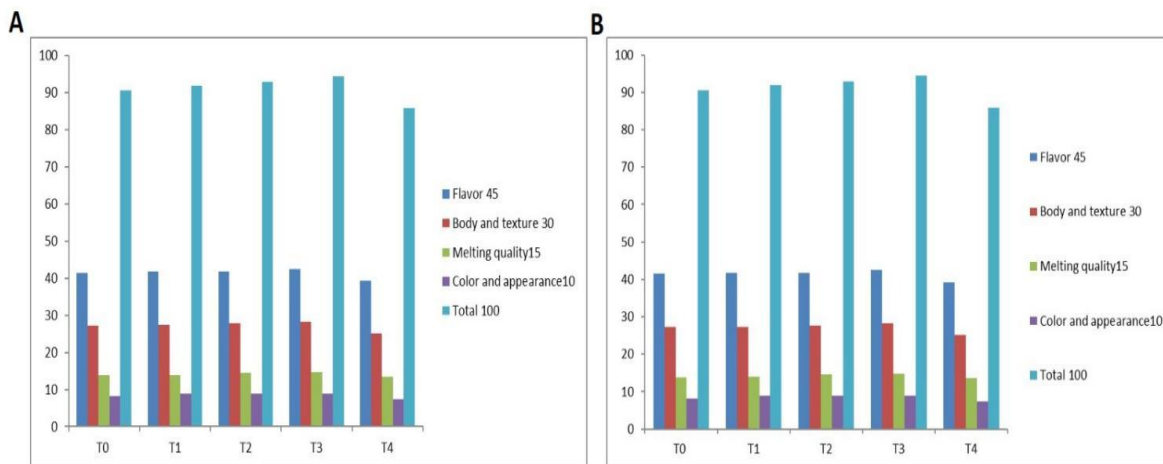 A
100
90
80
70
60
50
40
30
20
10
0
T0 T1 T2 T3 T4
Flavor 45
Body and texture 30
Melting quality15
Color and appearance10
Total 100
B
100
90
80
70
60
50
40
30
20
10
0
T0 T1 T2 T3 T4
Flavor 45
Body and texture 30
Melting quality15
Color and appearance10
Total 100